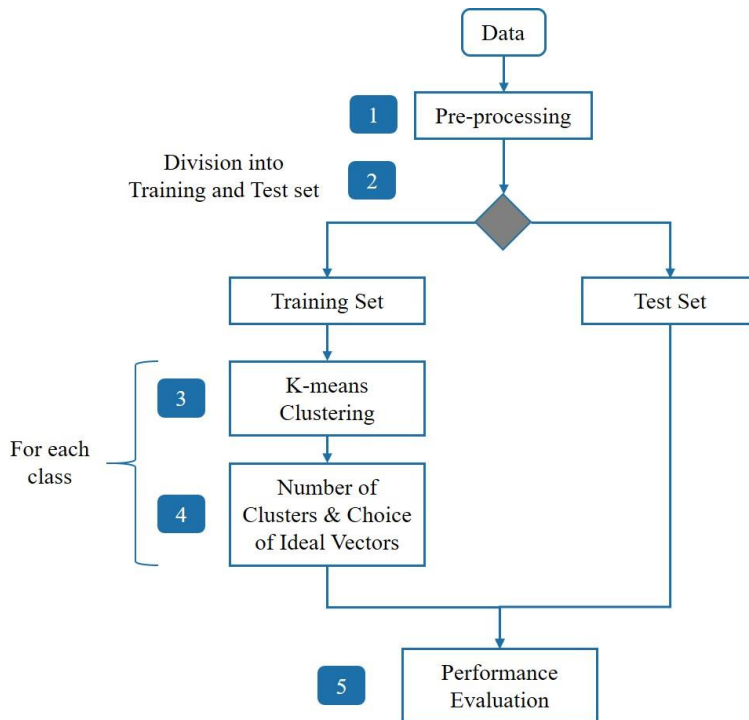 Data
1
Pre-processing
Division into
Training and Test set
2
Training Set
Test Set
For each
class
3
K-means
Clustering
4
Number of
Clusters & Choice
of Ideal Vectors
5
Performance
Evaluation